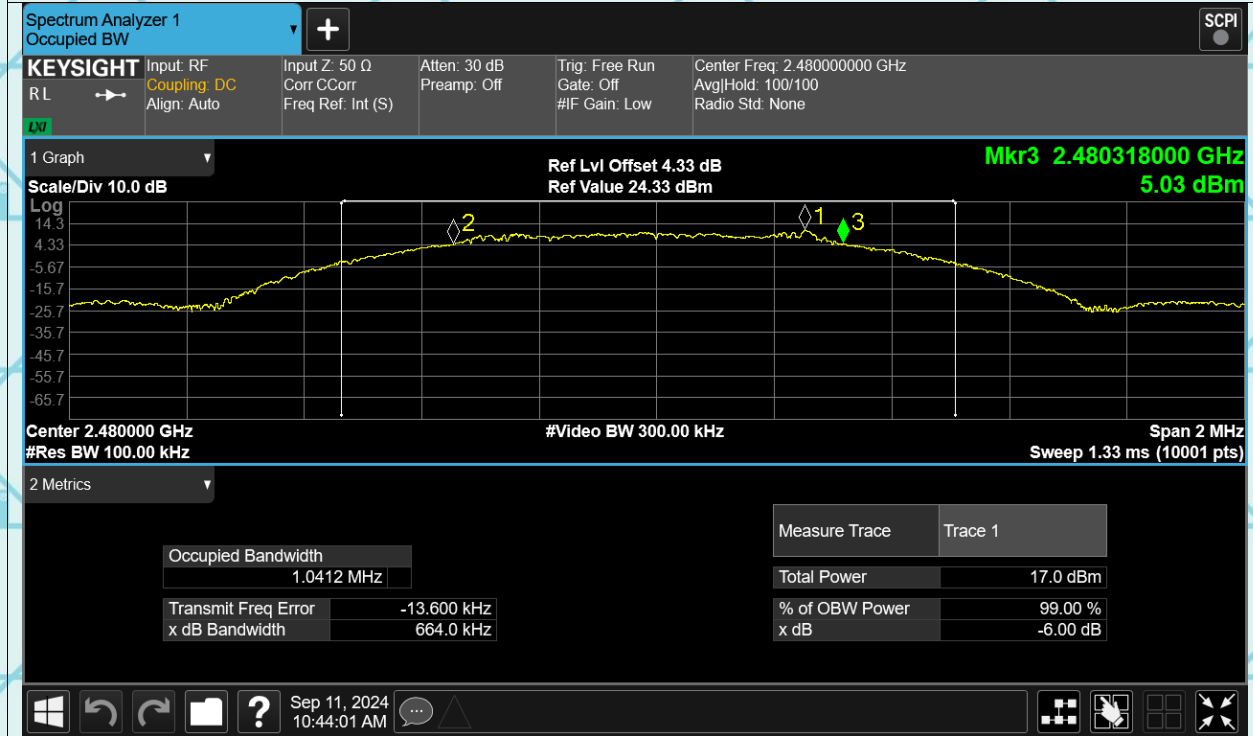 Spectrum Analyzer 1
Occupied BW
+
SCPI
KEYSIGHT
RL
LXI
Input: RF
Coupling: DC
Align: Auto
Input Z: 50 Ω
Corr CCorr
Freq Ref: Int (S)
Atten: 30 dB
Preamp: Off
Trig: Free Run
Gate: Off
#IF Gain: Low
Center Freq: 2.480000000 GHz
Avg|Hold: 100/100
Radio Std: None
1 Graph
Scale/Div 10.0 dB
Ref Lvl Offset 4.33 dB
Ref Value 24.33 dBm
Mkr3 2.480318000 GHz
5.03 dBm
Log
14.3
4.33
-5.67
-15.7
-25.7
-35.7
-45.7
-55.7
-65.7
2
1
3
Center 2.480000 GHz
#Res BW 100.00 kHz
#Video BW 300.00 kHz
Span 2 MHz
Sweep 1.33 ms (10001 pts)
2 Metrics
Occupied Bandwidth
1.0412 MHz
Transmit Freq Error -13.600 kHz
x dB Bandwidth 664.0 kHz
Measure Trace Trace 1
Total Power 17.0 dBm
% of OBW Power 99.00 %
x dB -6.00 dB
?
Sep 11, 2024
10:44:01 AM